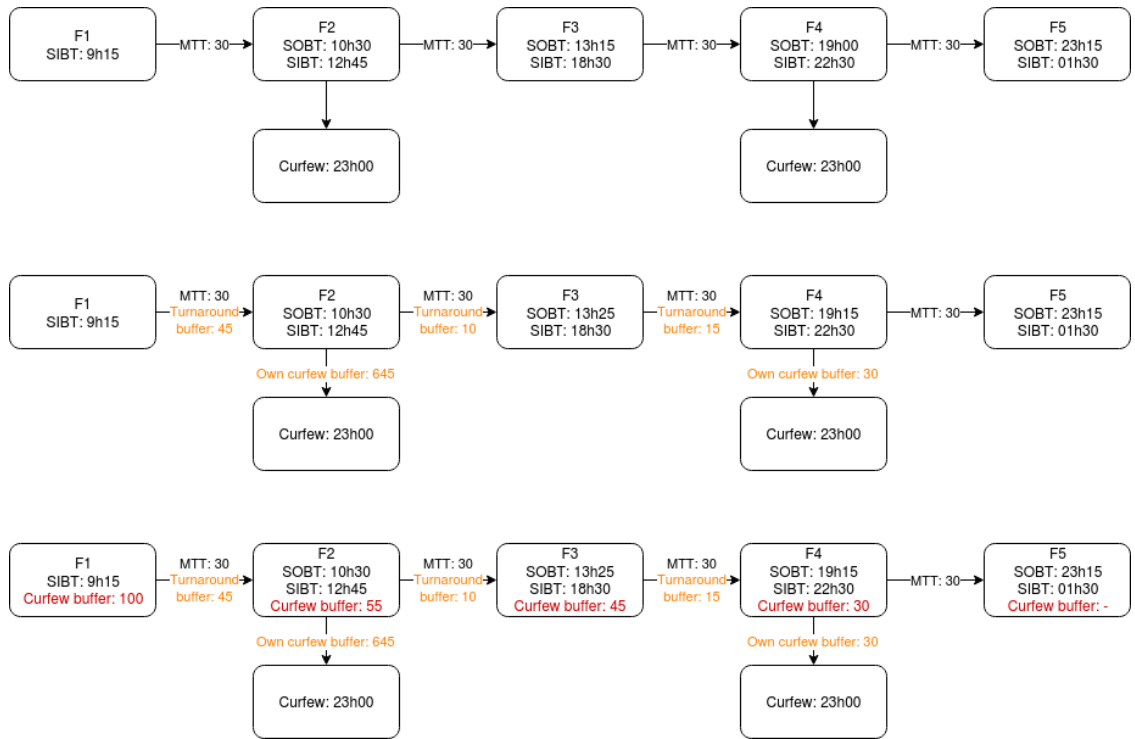 F1
SIBT: 9h15
MTT: 30
F2
SOBT: 10h30
SIBT: 12h45
MTT: 30
F3
SOBT: 13h15
SIBT: 18h30
MTT: 30
F4
SOBT: 19h00
SIBT: 22h30
MTT: 30
F5
SOBT: 23h15
SIBT: 01h30
Curfew: 23h00
Curfew: 23h00
F1
SIBT: 9h15
MTT: 30
Turnaround
buffer: 45
F2
SOBT: 10h30
SIBT: 12h45
MTT: 30
Turnaround
buffer: 10
F3
SOBT: 13h25
SIBT: 18h30
MTT: 30
Turnaround
buffer: 15
F4
SOBT: 19h15
SIBT: 22h30
MTT: 30
F5
SOBT: 23h15
SIBT: 01h30
Own curfew buffer: 645
Own curfew buffer: 30
Curfew: 23h00
Curfew: 23h00
F1
SIBT: 9h15
Curfew buffer: 100
MTT: 30
Turnaround
buffer: 45
F2
SOBT: 10h30
SIBT: 12h45
Curfew buffer: 55
MTT: 30
Turnaround
buffer: 10
F3
SOBT: 13h25
SIBT: 18h30
Curfew buffer: 45
MTT: 30
Turnaround
buffer: 15
F4
SOBT: 19h15
SIBT: 22h30
Curfew buffer: 30
MTT: 30
F5
SOBT: 23h15
SIBT: 01h30
Curfew buffer: -
Own curfew buffer: 645
Own curfew buffer: 30
Curfew: 23h00
Curfew: 23h00